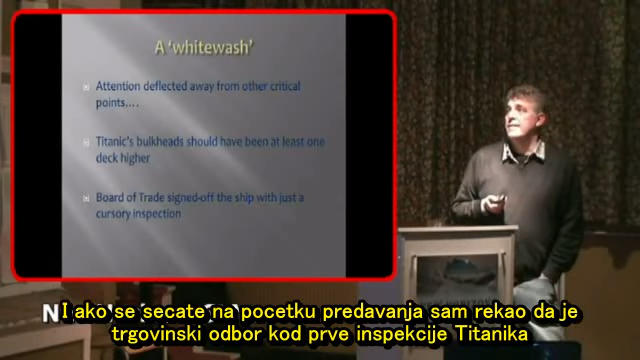 A 'whitewash'
Attention deflected away from other critical
points....
Titanic's bulkheads should have been at least one
deck higher
Board of Trade signed-off the ship with just a
cursory inspection
I ako se secate na pocetku predavanja sam rekao da je
trgovinski odbor kod prve inspekcije Titanika